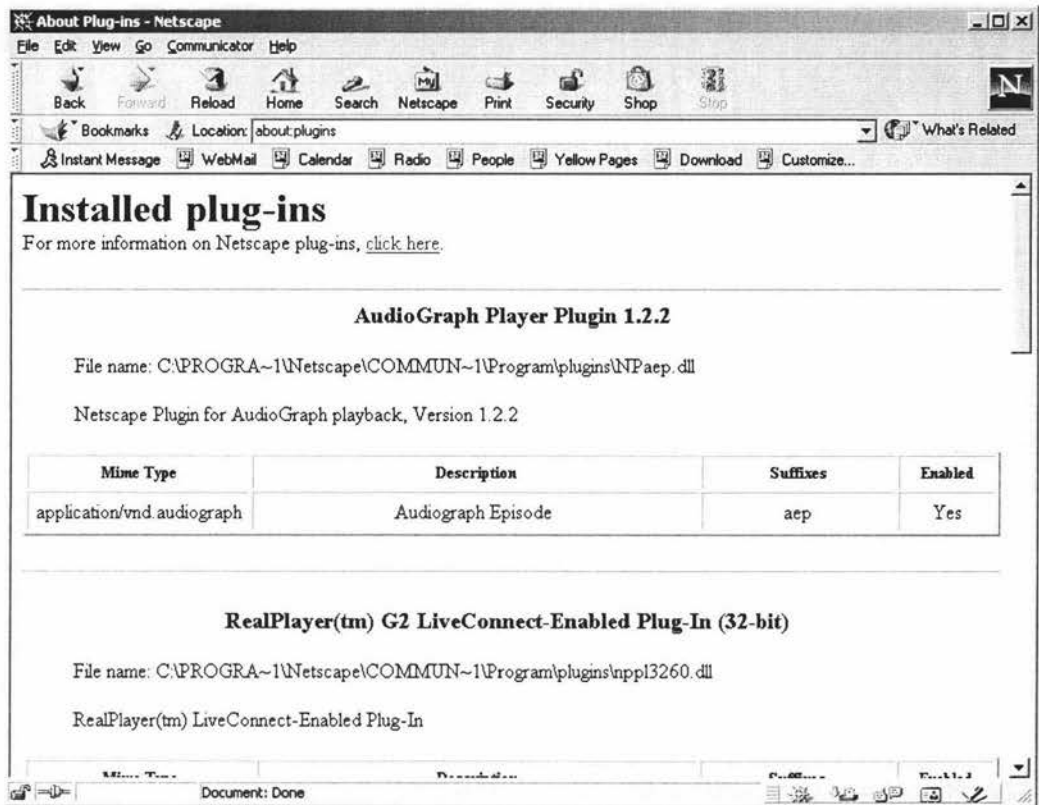 About Plug-ins - Netscape
File Edit View Go Communicator Help
Back Forward Reload Home Search Netscape Print Security Shop Stop
N
Bookmarks Location: about:plugins What's Related
Instant Message WebMail Calendar Radio People Yellow Pages Download Customize...
Installed plug-ins
For more information on Netscape plug-ins, click here.
AudioGraph Player Plugin 1.2.2
File name: C:\PROGRA~1\Netscape\COMMUN~1\Program\plugins\NPaep.dll
Netscape Plugin for AudioGraph playback, Version 1.2.2
Mime Type Description Suffixes Enabled
application/vnd.audiograph Audiograph Episode aep Yes
RealPlayer(tm) G2 LiveConnect-Enabled Plug-In (32-bit)
File name: C:\PROGRA~1\Netscape\COMMUN~1\Program\plugins\nppl3260.dll
RealPlayer(tm) LiveConnect-Enabled Plug-In
Mime Type Description Suffixes Enabled
Document: Done